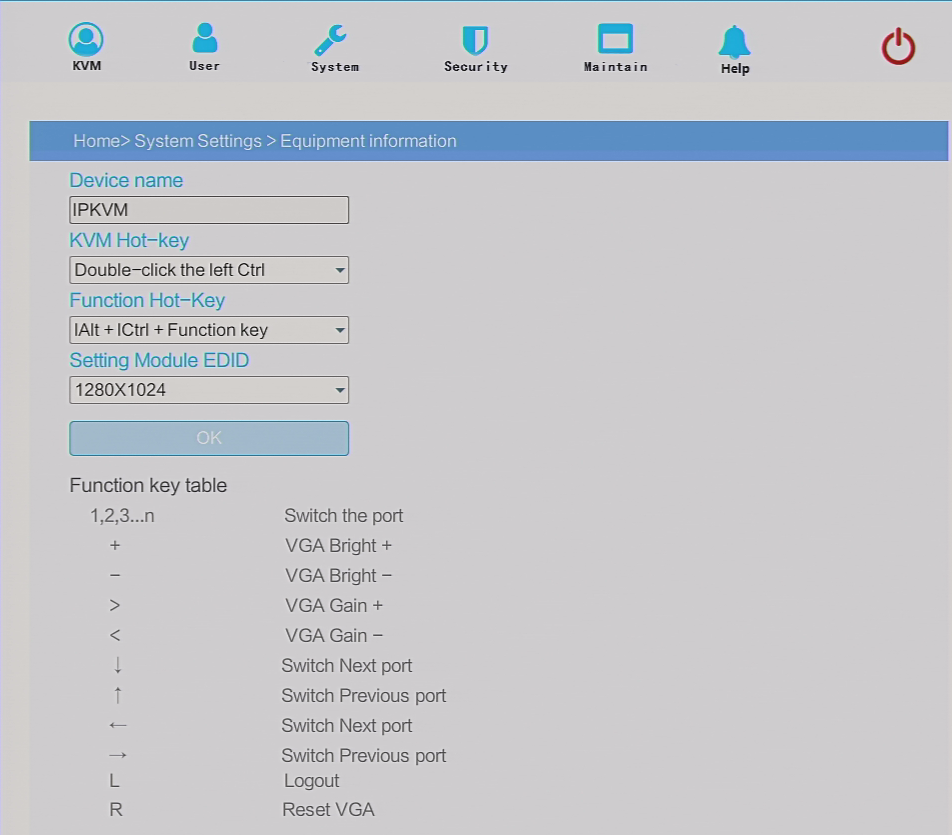 KVM User System Security Maintain Help
Home> System Settings > Equipment information
Device name
IPKVM
KVM Hot-key
Double-click the left Ctrl
Function Hot-Key
lAlt + lCtrl + Function key
Setting Module EDID
1280X1024
OK
Function key table
1,2,3...n Switch the port
+ VGA Bright +
- VGA Bright -
> VGA Gain +
< VGA Gain -
↓ Switch Next port
↑ Switch Previous port
← Switch Next port
→ Switch Previous port
L Logout
R Reset VGA